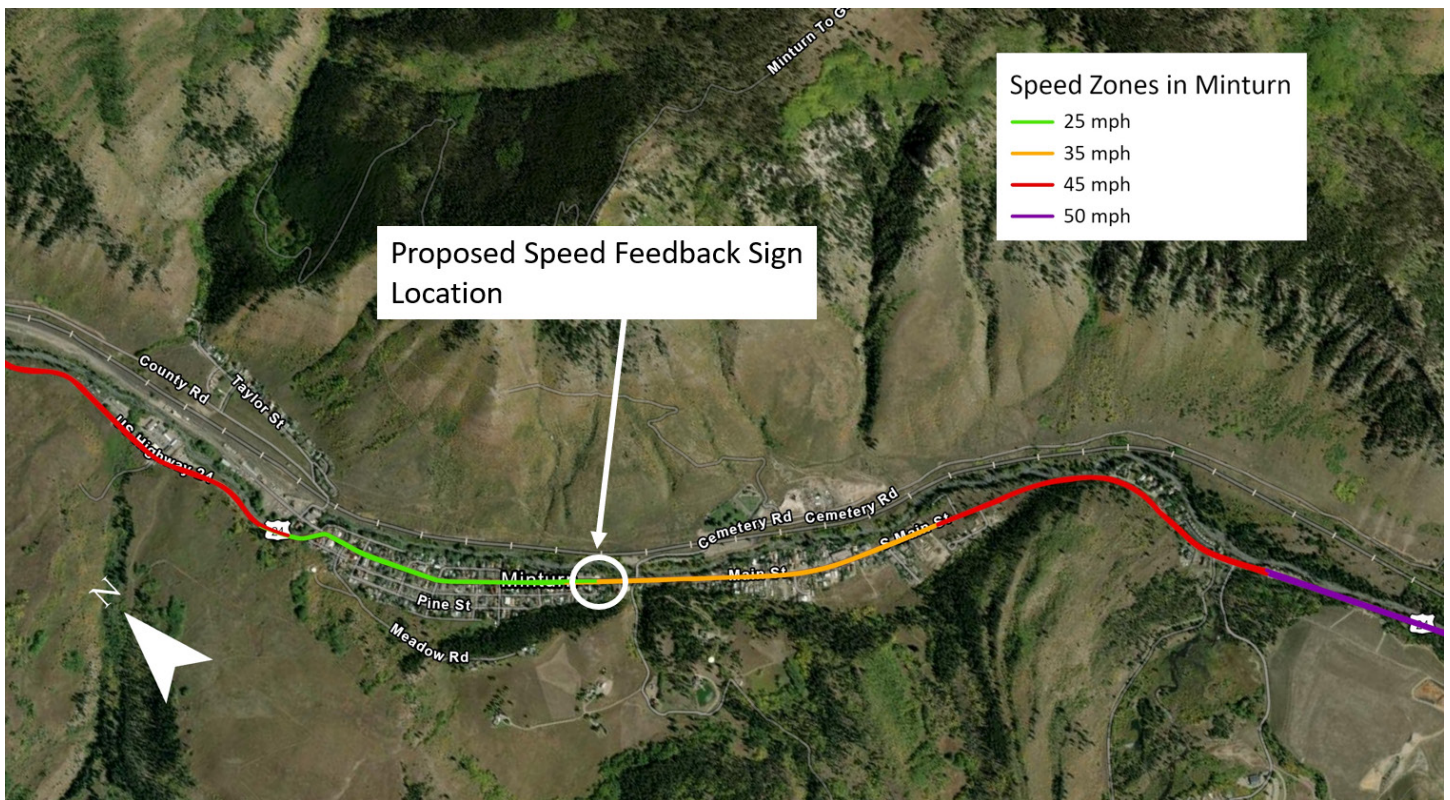 Minturn To G
Speed Zones in Minturn
25 mph
35 mph
45 mph
50 mph
Proposed Speed Feedback Sign
Location
County Rd
Taylor St
US Highway 24
24
Cemetery Rd
Cemetery Rd
S Main St
Main St
Pine St
Meadow Rd
N